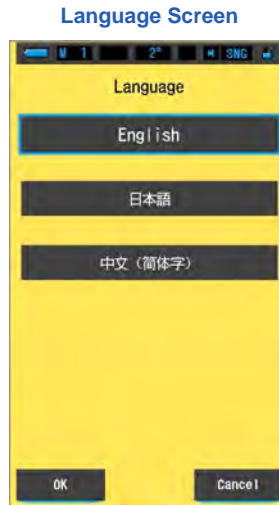 Language Screen
M 1 2° H SNG
Language
English
日本語
中文（简体字）
OK Cancel